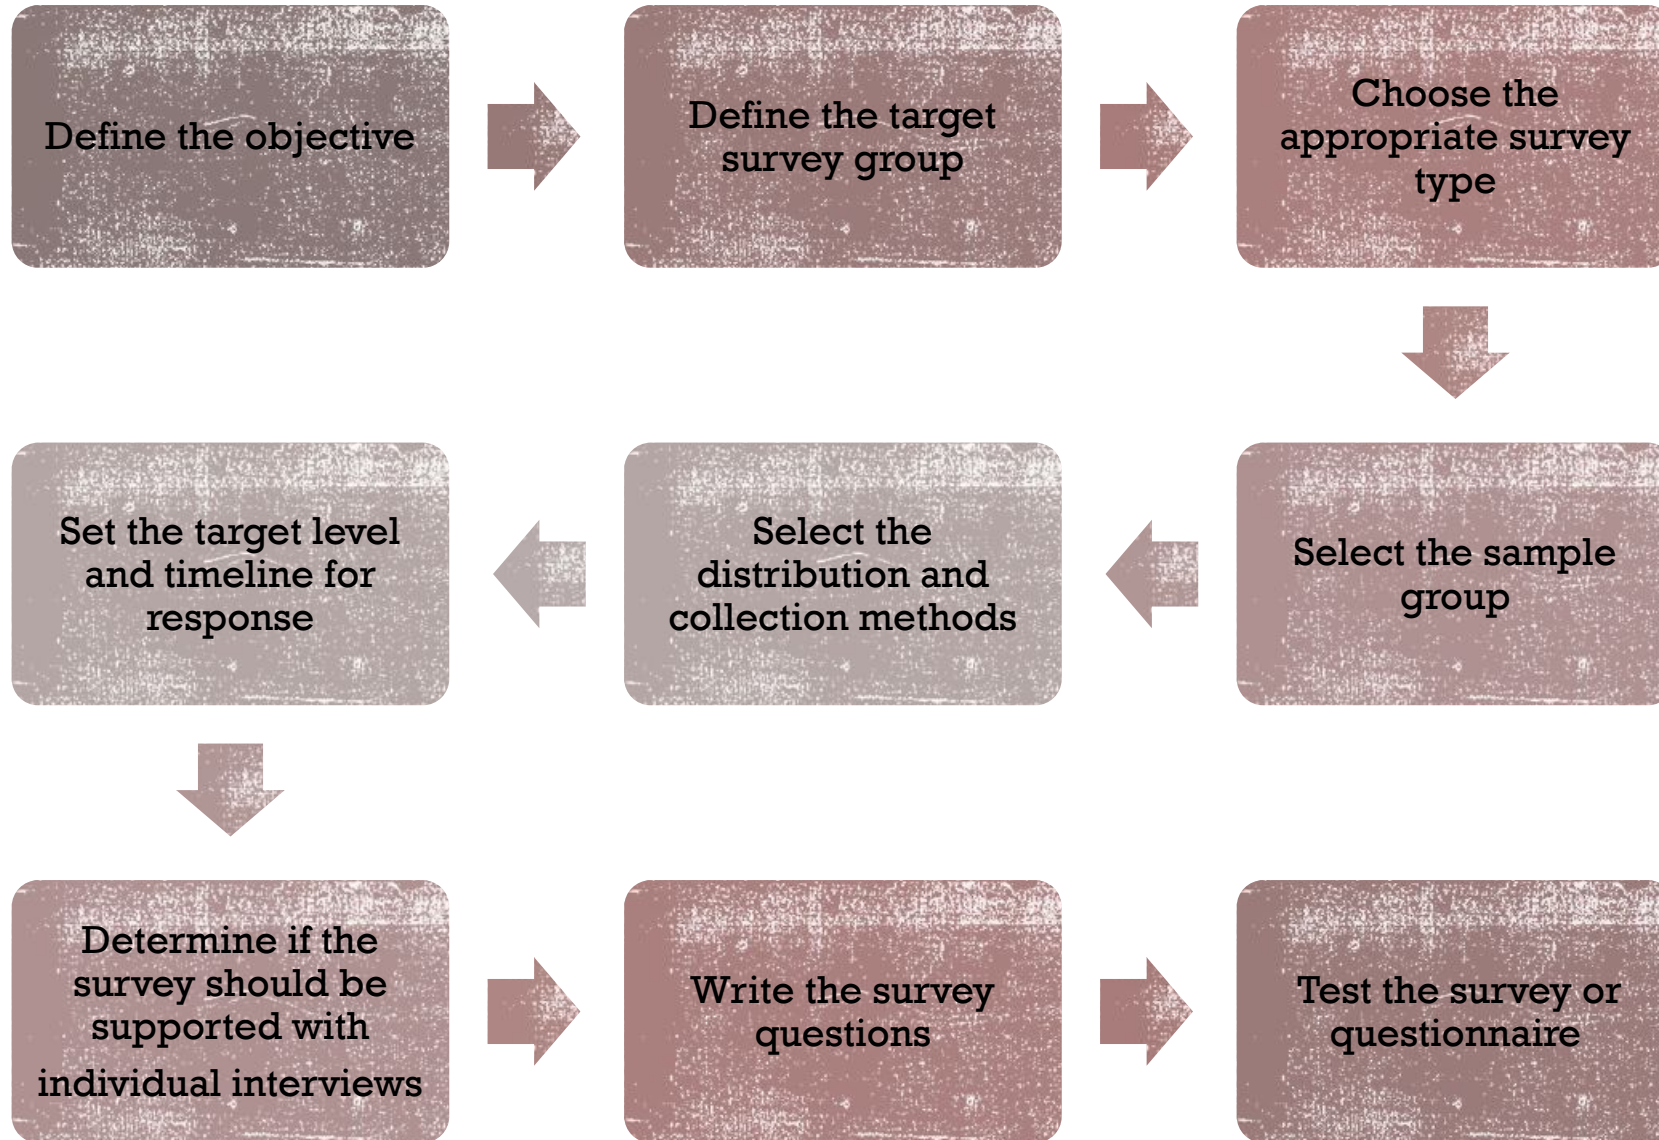 Define the objective
Define the target
survey group
Choose the
appropriate survey
type
Select the sample
group
Select the
distribution and
collection methods
Set the target level
and timeline for
response
Determine if the
survey should be
supported with
individual interviews
Write the survey
questions
Test the survey or
questionnaire